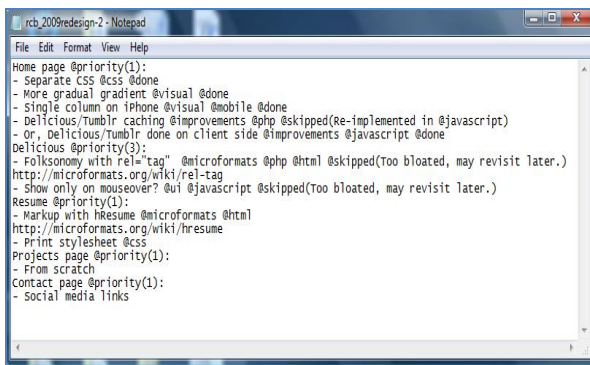 rcb_2009redesign-2 - Notepad
File Edit Format View Help
Home page @priority(1):
- Separate CSS @css @done
- More gradual gradient @visual @done
- Single column on iPhone @visual @mobile @done
- Delicious/Tumblr caching @improvements @php @skipped(Re-implemented in @javascript)
- Or, Delicious/Tumblr done on client side @improvements @javascript @done
Delicious @priority(3):
- Folksonomy with rel="tag"  @microformats @php @html @skipped(Too bloated, may revisit later.)
http://microformats.org/wiki/rel-tag
- Show only on mouseover? @ui @javascript @skipped(Too bloated, may revisit later.)
Resume @priority(1):
- Markup with hResume @microformats @html
http://microformats.org/wiki/hresume
- Print stylesheet @css
Projects page @priority(1):
- From scratch
Contact page @priority(1):
- Social media links